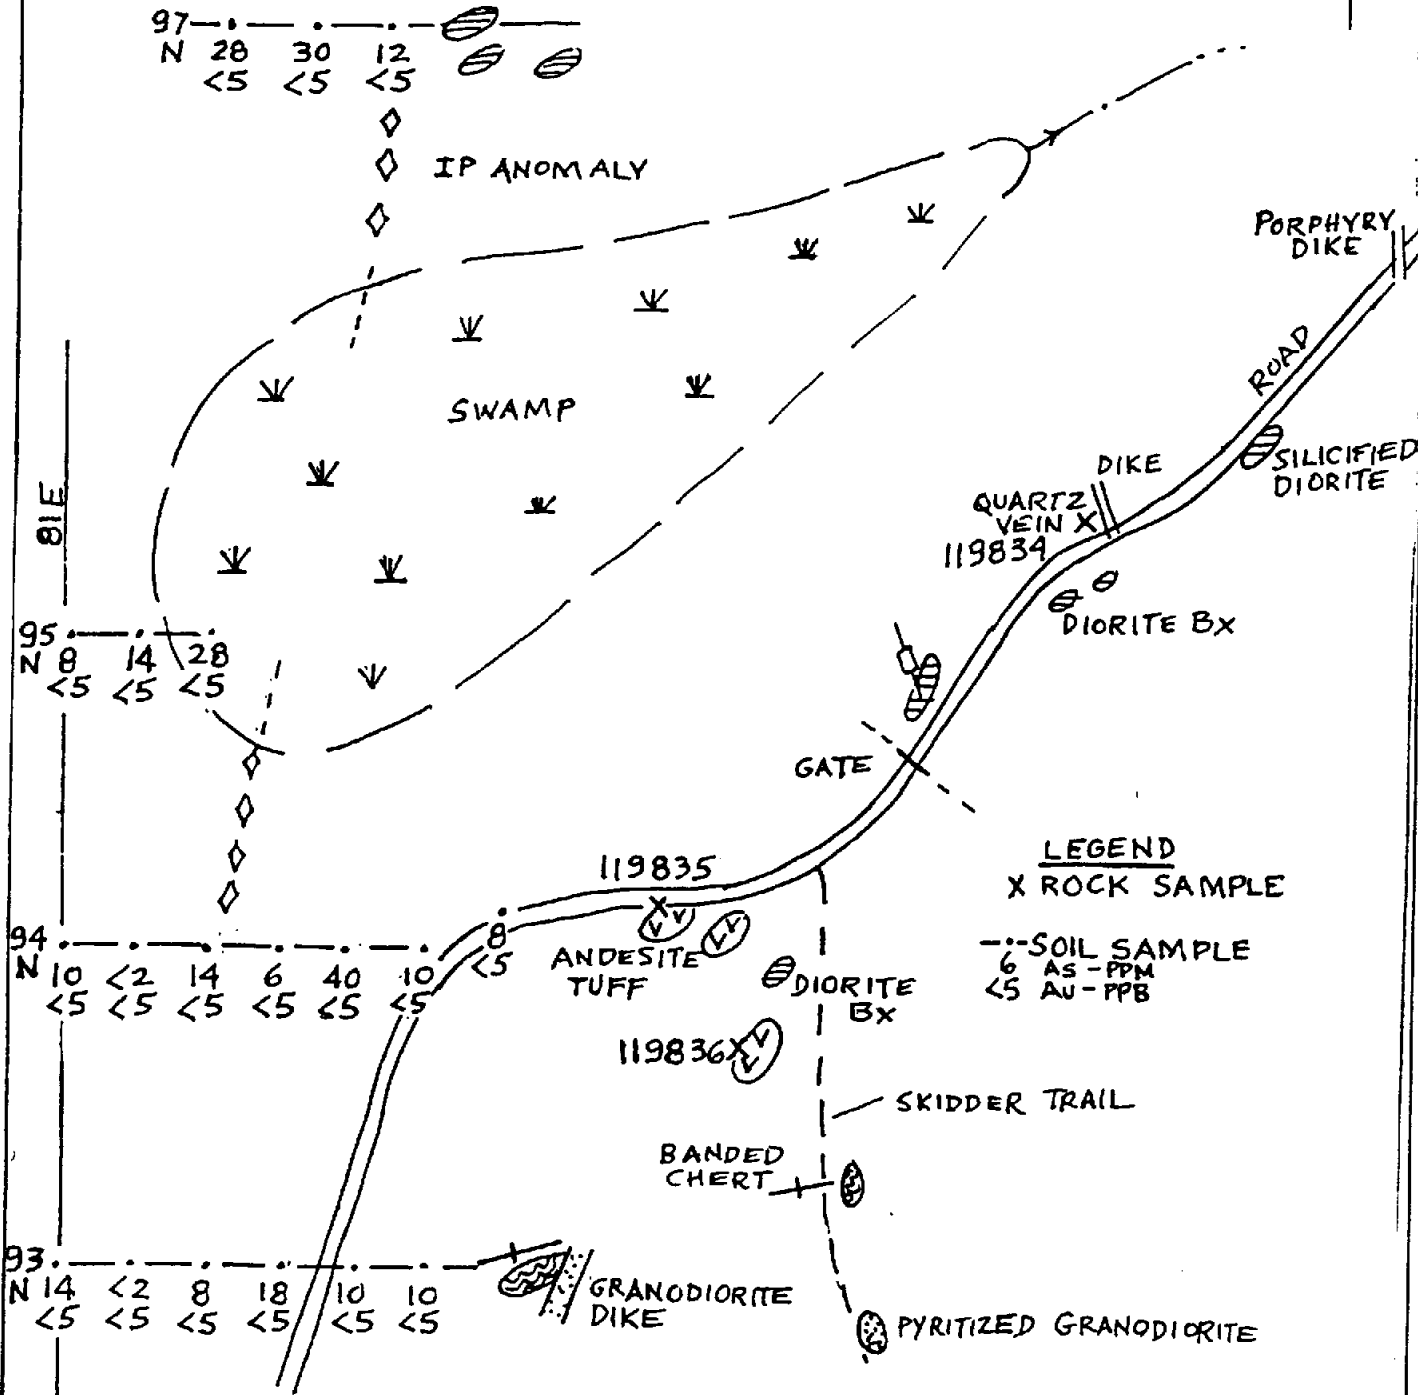 97
N 28 30 12
<5 <5 <5
IP ANOMALY
PORPHYRY
DIKE
ROAD
SWAMP
SILICIFIED
DIORITE
DIKE
QUARTZ
VEIN X
119834
DIORITE BX
81E
95
N 8 14 28
<5 <5 <5
GATE
LEGEND
X ROCK SAMPLE
SOIL SAMPLE
6 AS - PPM
<5 AU - PPB
119835
X
ANDESITE
TUFF
94
N 10 <2 14 6 40 10 8
<5 <5 <5 <5 <5 <5 <5
DIORITE
BX
119836 X
SKIDDER TRAIL
BANDED
CHERT
93
N 14 <2 8 18 10 10
<5 <5 <5 <5 <5 <5
GRANODIORITE
DIKE
PYRITIZED GRANODIORITE